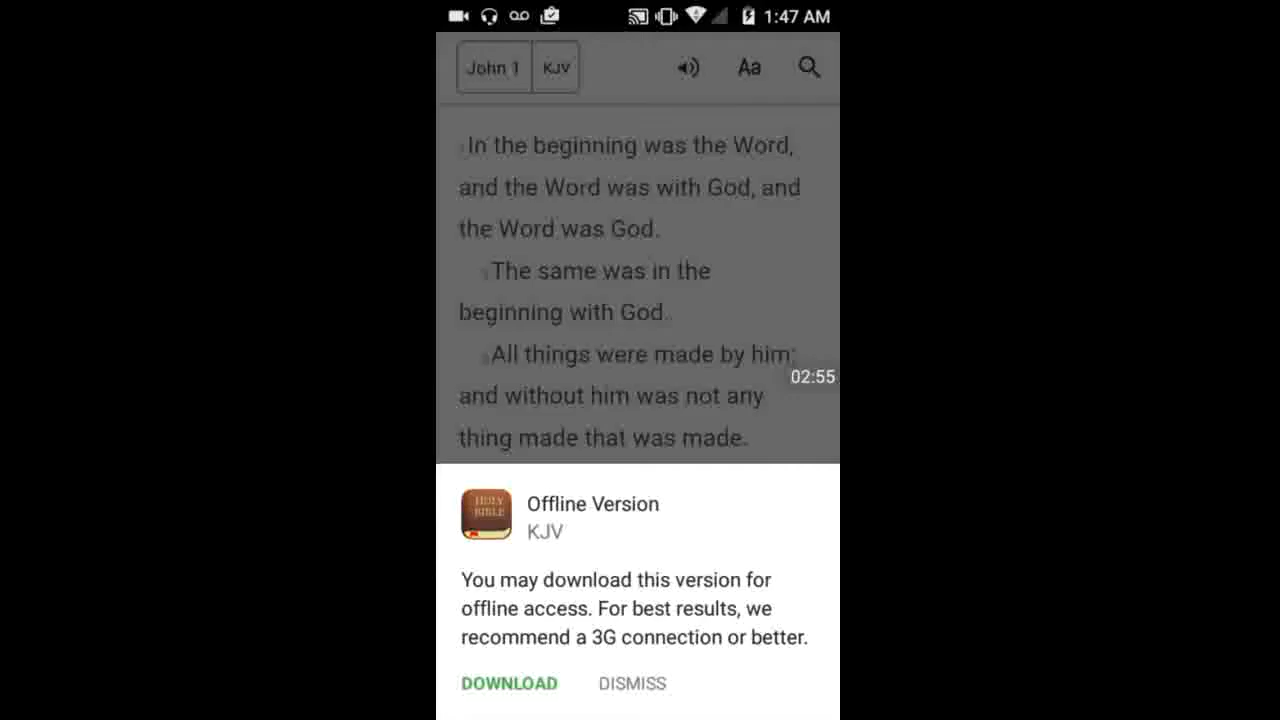 1:47 AM
John 1 KJV Aa
In the beginning was the Word,
and the Word was with God, and
the Word was God.
The same was in the
beginning with God.
All things were made by him;
02:55
and without him was not any
thing made that was made.
HOLY
BIBLE
Offline Version
KJV
You may download this version for
offline access. For best results, we
recommend a 3G connection or better.
DOWNLOAD DISMISS